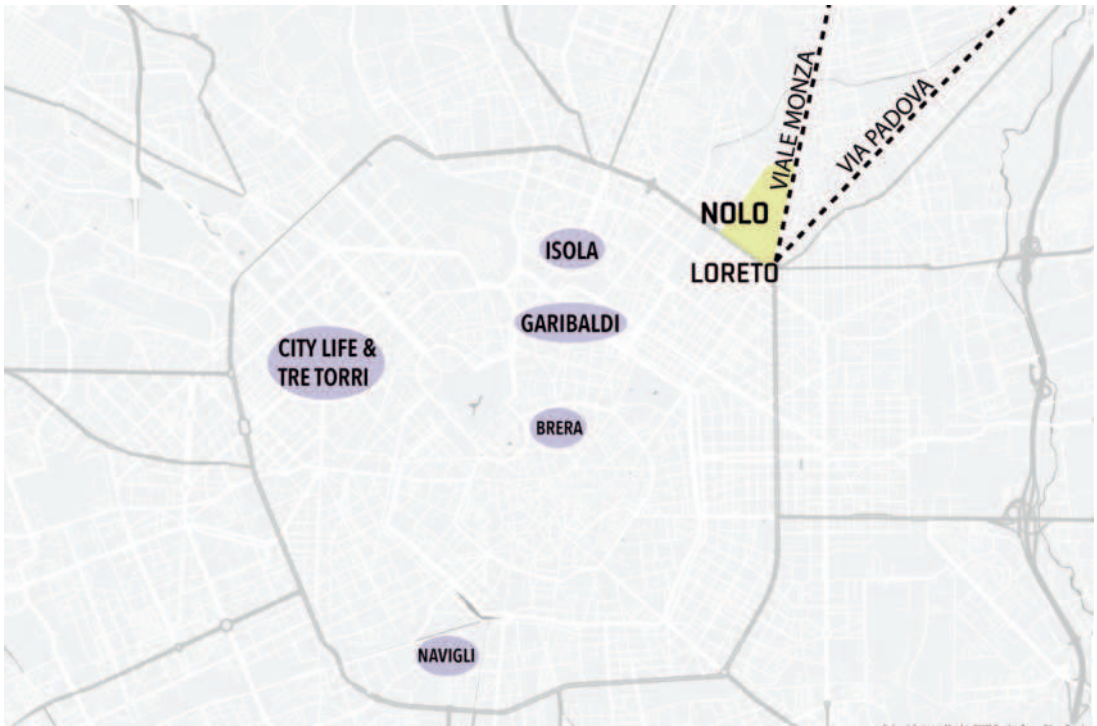 VIALE MONZA
VIA PADOVA
NOLO
ISOLA
LORETO
GARIBALDI
CITY LIFE &
TRE TORRI
BRERA
NAVIGLI